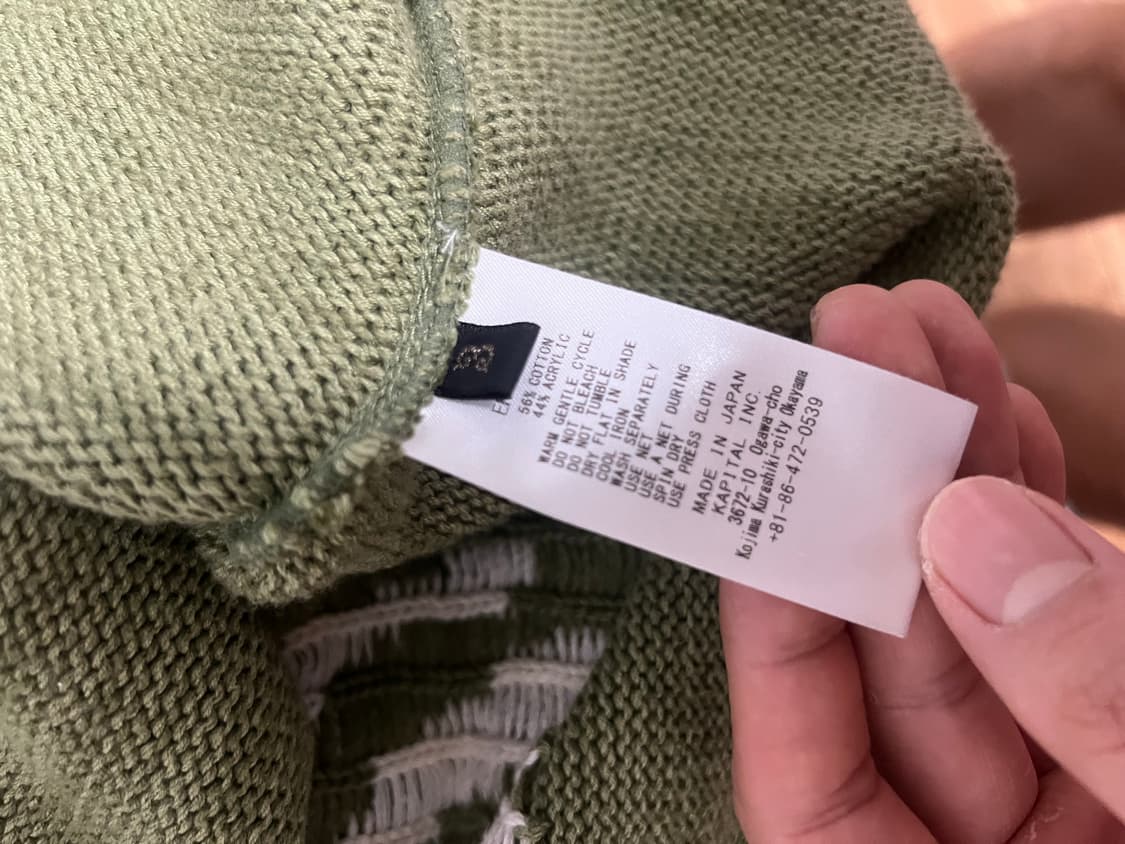 3
56% COTTON
44% ACRYLIC
WARM GENTLE CYCLE
DO NOT BLEACH
DO NOT TUMBLE
DRY FLAT IN SHADE
COOL IRON
WASH SEPARATELY
USE NET
USE A NET DURING
SPIN DRY
USE PRESS CLOTH
MADE IN JAPAN
KAPITAL INC.
3672-10 Ogawa-cho
Kojima Kurashiki-city Okayama
+81-86-472-0539